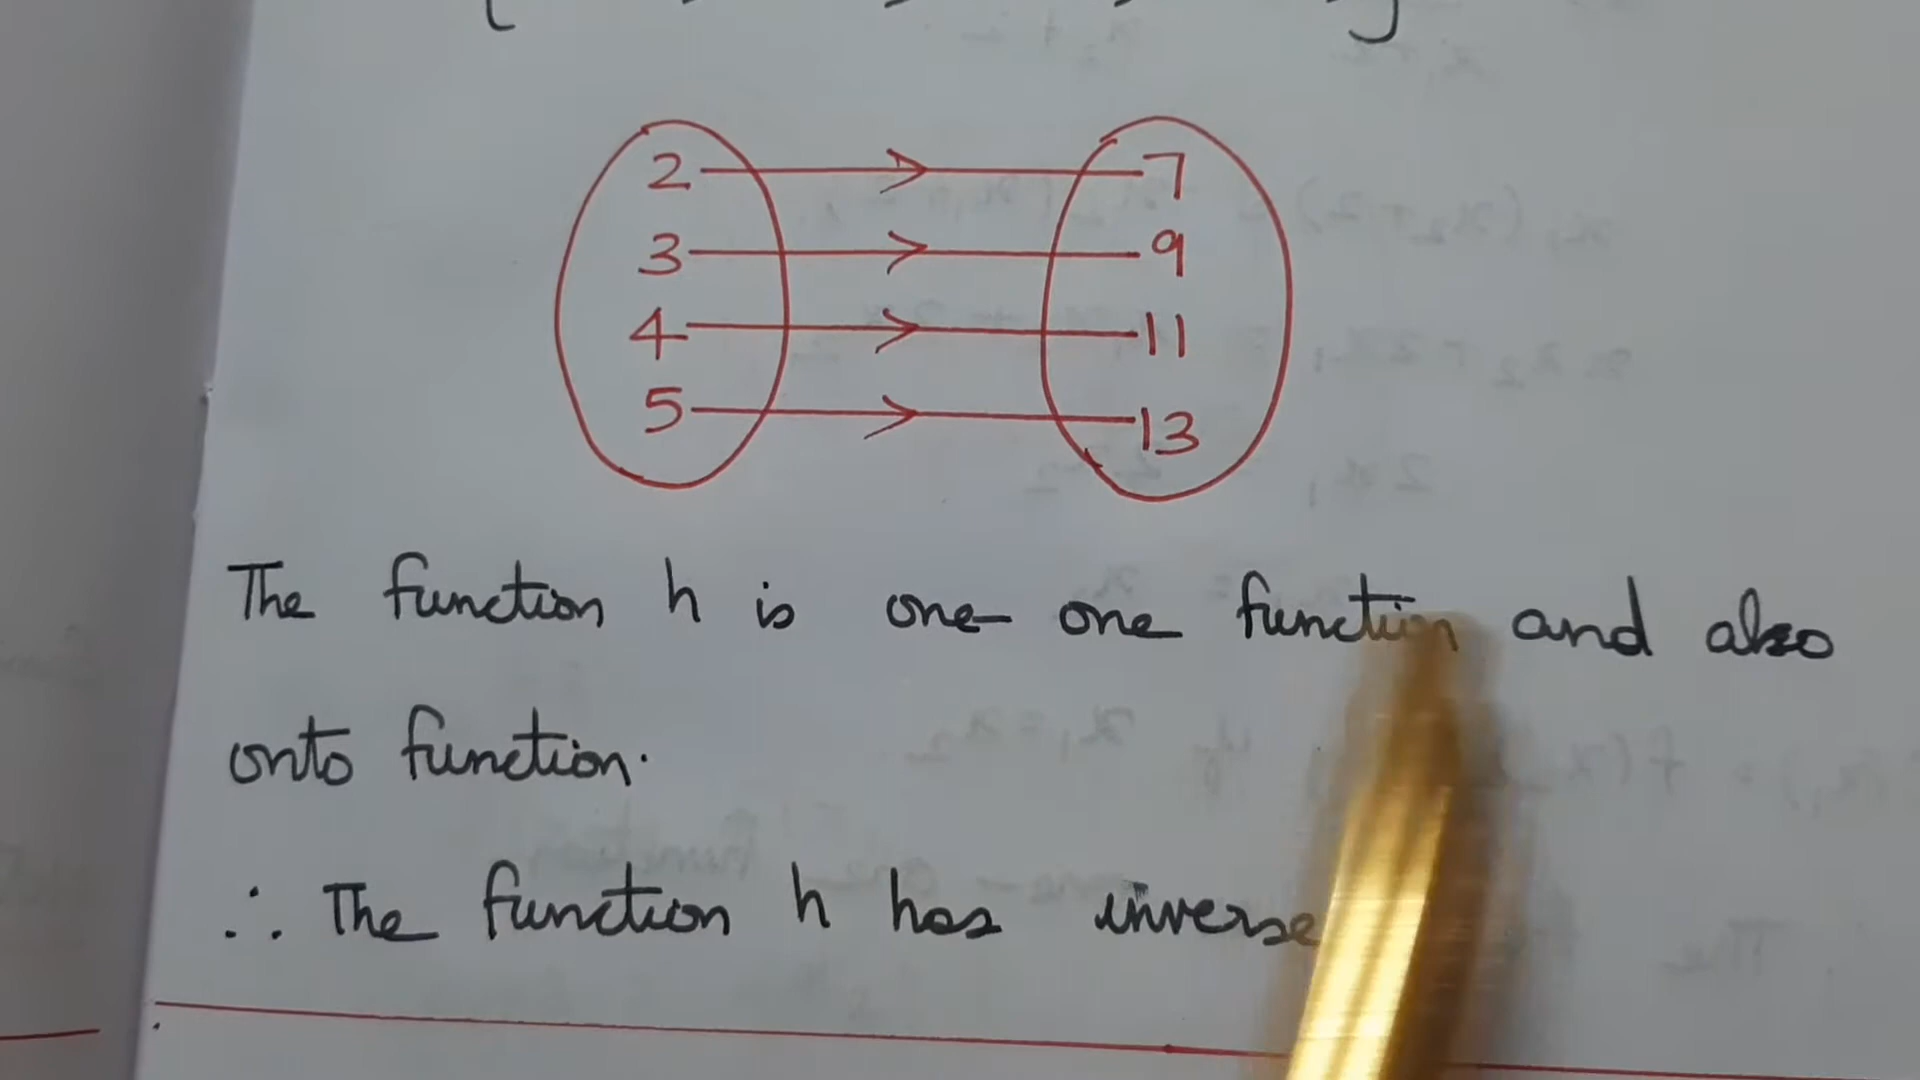 2 7
3 9
4 11
5 13
The function h is one-one function and also
onto function.
∴ The function h has inverse